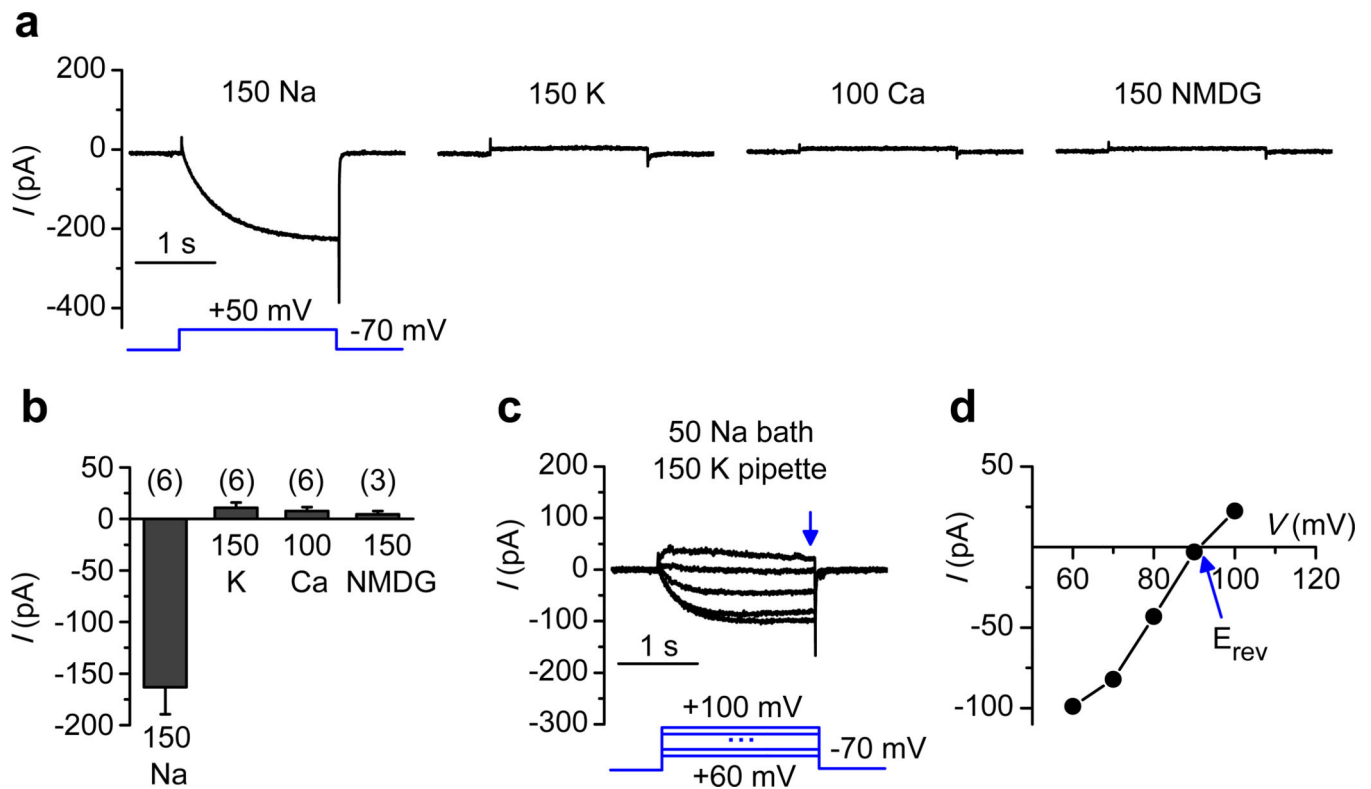 a
150 Na
150 K
100 Ca
150 NMDG
200
0
-200
-400
I (pA)
1 s
+50 mV
-70 mV
b
50
0
-50
-100
-150
-200
I (pA)
(6)
(6)
(6)
(3)
150
Na
150
K
100
Ca
150
NMDG
c
50 Na bath
150 K pipette
200
100
0
-100
-200
-300
I (pA)
1 s
+100 mV
...
+60 mV
-70 mV
d
50
-50
-100
I (pA)
V (mV)
60
80
100
120
Erev